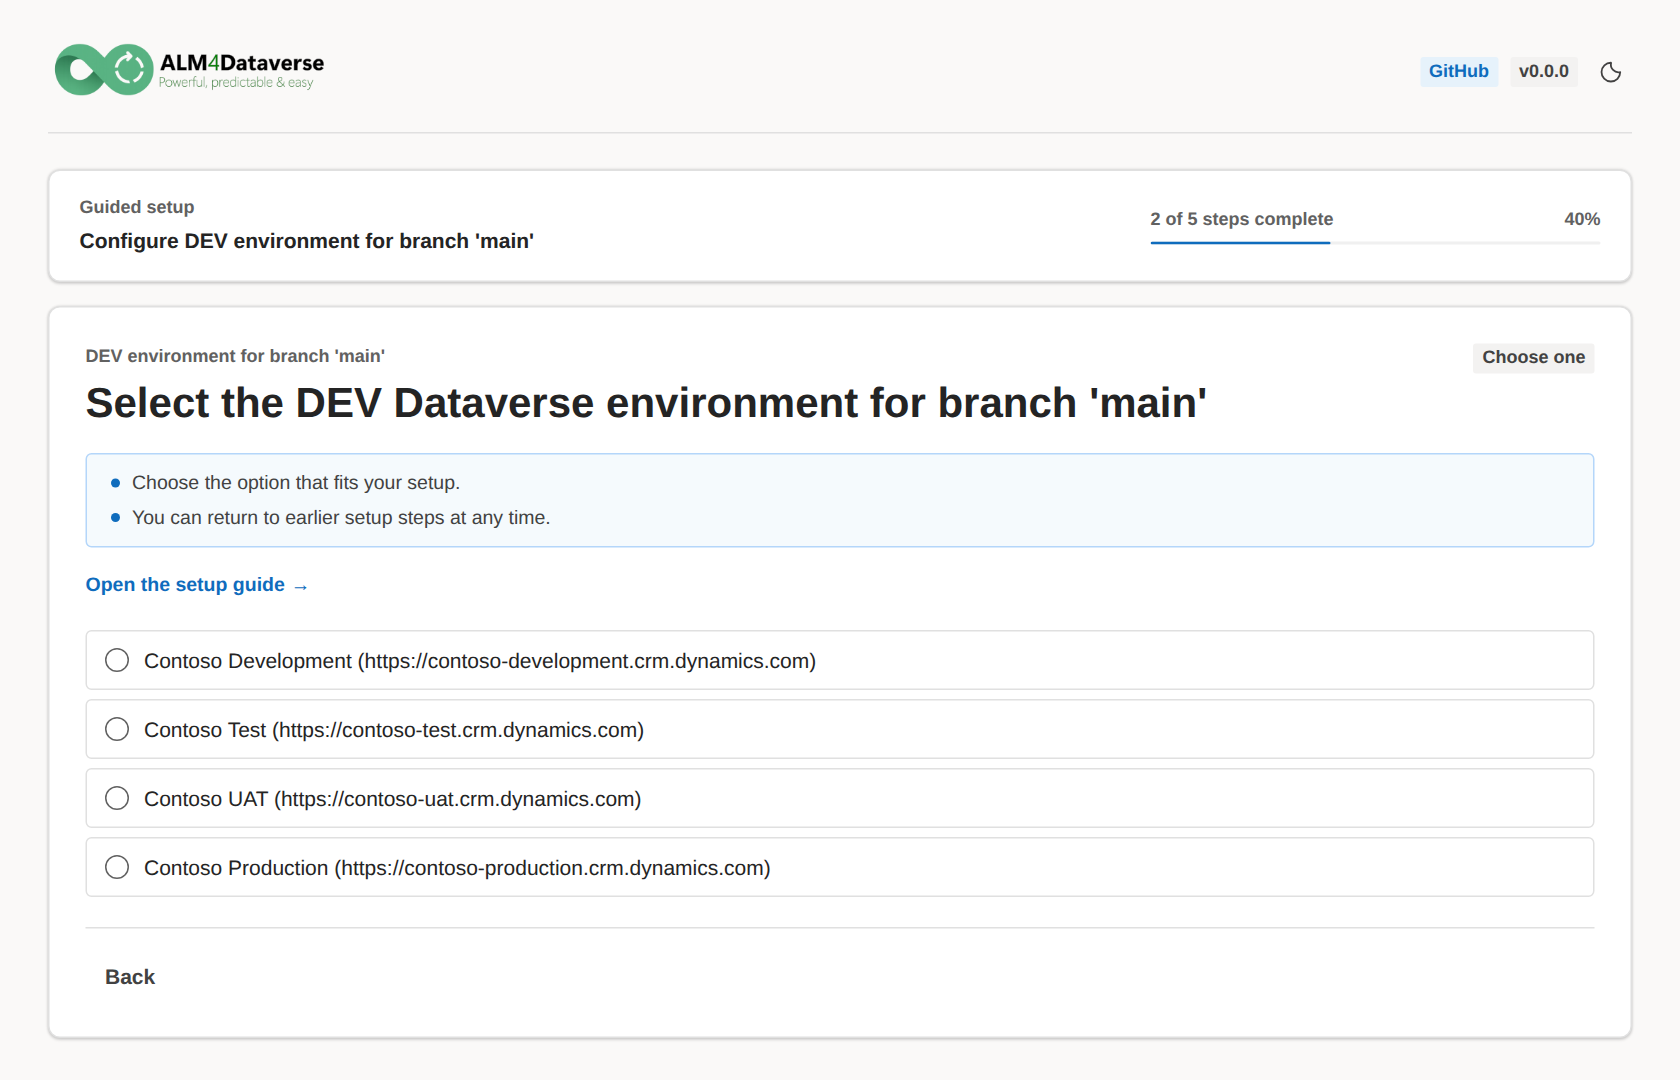 ALM4Dataverse
Powerful, predictable & easy
GitHub
v0.0.0
Guided setup
Configure DEV environment for branch 'main'
2 of 5 steps complete
40%
DEV environment for branch 'main'
Choose one
Select the DEV Dataverse environment for branch 'main'
Choose the option that fits your setup.
You can return to earlier setup steps at any time.
Open the setup guide →
Contoso Development (https://contoso-development.crm.dynamics.com)
Contoso Test (https://contoso-test.crm.dynamics.com)
Contoso UAT (https://contoso-uat.crm.dynamics.com)
Contoso Production (https://contoso-production.crm.dynamics.com)
Back